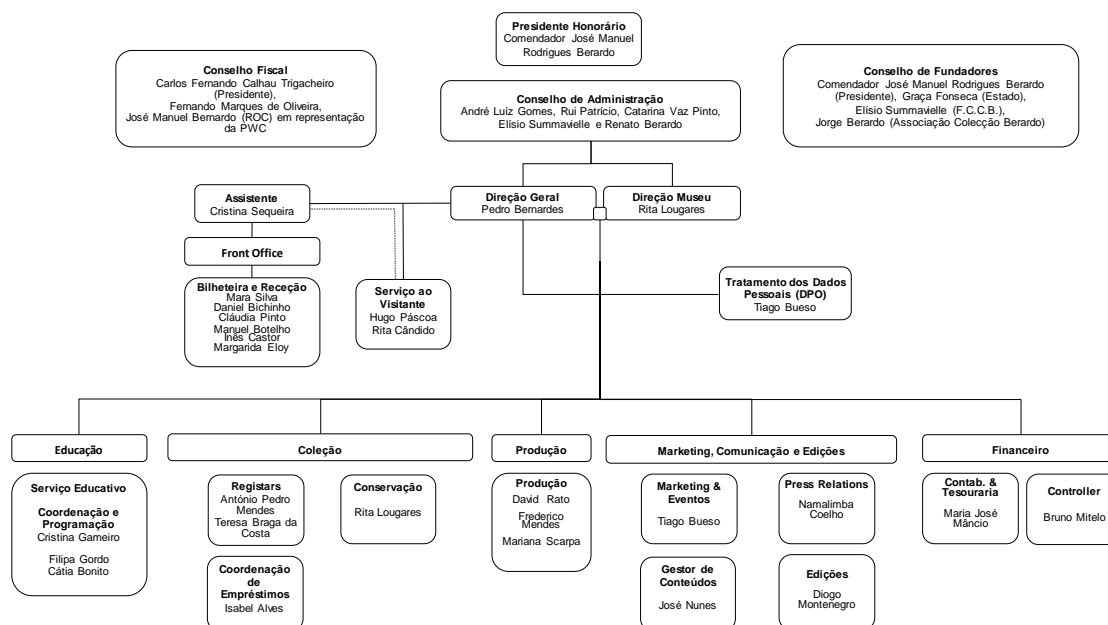 Presidente Honorário
Comendador José Manuel
Rodrigues Berardo
Conselho Fiscal
Carlos Fernando Calhau Trigacheiro
(Presidente),
Fernando Marques de Oliveira,
José Manuel Bernardo (ROC) em representação
da PWC
Conselho de Administração
André Luíz Gomes, Rui Patrício, Catarina Vaz Pinto,
Elísio Summavielle e Renato Berardo
Conselho de Fundadores
Comendador José Manuel Rodrigues Berardo
(Presidente), Graça Fonseca (Estado),
Elísio Summavielle (F.C.C.B.),
Jorge Berardo (Associação Colecção Berardo)
Assistente
Cristina Sequeira
Direção Geral
Pedro Bernardes
Direção Museu
Rita Lougares
Front Office
Bilheteira e Receção
Mara Silva
Daniel Bichinho
Cláudia Pinto
Manuel Botelho
Inês Castor
Margarida Eloy
Serviço ao
Visitante
Hugo Páscoa
Rita Cândido
Tratamento dos Dados
Pessoais (DPO)
Tiago Bueso
Educação
Coleção
Produção
Marketing, Comunicação e Edições
Financeiro
Serviço Educativo
Coordenação e
Programação
Cristina Gameiro
Filipa Gordo
Cátia Bonito
Registars
António Pedro
Mendes
Teresa Braga da
Costa
Conservação
Rita Lougares
Coordenação
de
Empréstimos
Isabel Alves
Produção
David Rato
Frederico
Mendes
Mariana Scarpa
Marketing &
Eventos
Tiago Bueso
Press Relations
Namalimba
Coelho
Gestor de
Conteúdos
José Nunes
Edições
Diogo
Montenegro
Contab. &
Tesouraria
Maria José
Mâncio
Controller
Bruno Mitelo